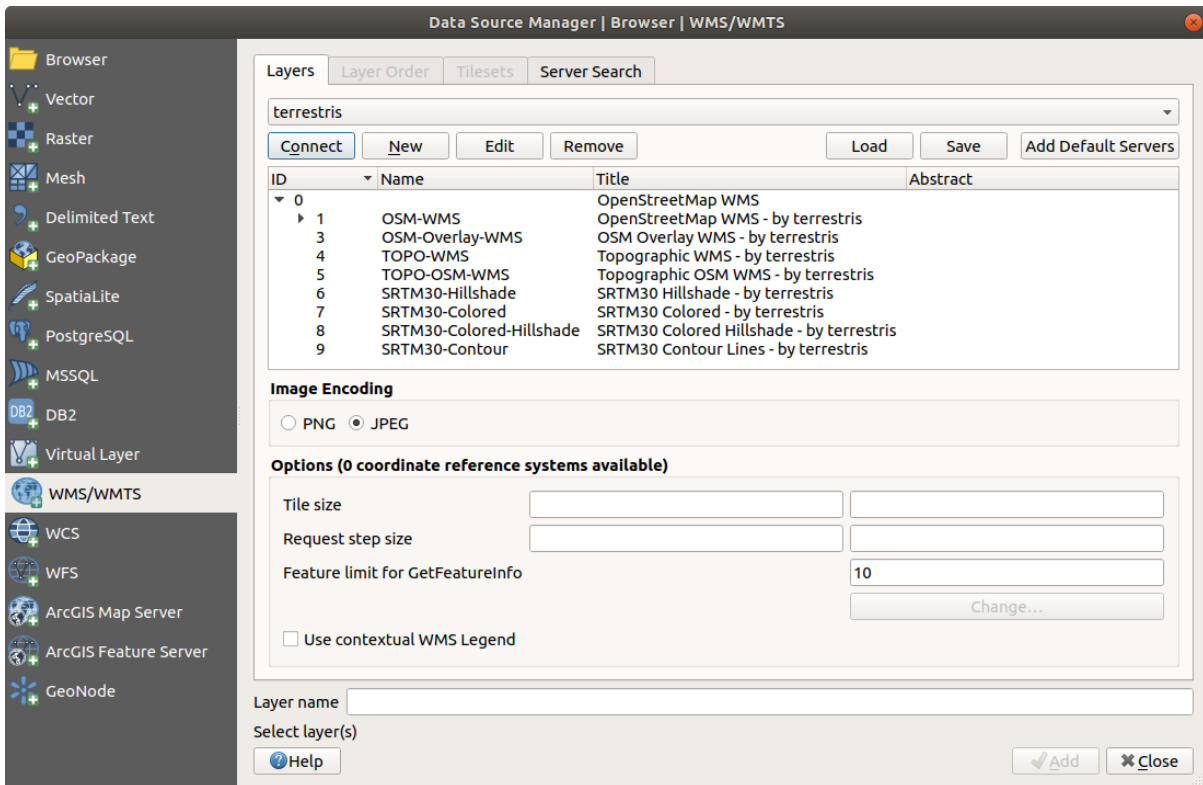 Data Source Manager | Browser | WMS/WMTS
Browser
Vector
Raster
Mesh
Delimited Text
GeoPackage
SpatiaLite
PostgreSQL
MSSQL
DB2 DB2
Virtual Layer
WMS/WMTS
WCS
WFS
ArcGIS Map Server
ArcGIS Feature Server
GeoNode
Layers Layer Order Tilesets Server Search
terrestris
Connect New Edit Remove Load Save Add Default Servers
ID Name Title Abstract
0 OpenStreetMap WMS
1 OSM-WMS OpenStreetMap WMS - by terrestris
3 OSM-Overlay-WMS OSM Overlay WMS - by terrestris
4 TOPO-WMS Topographic WMS - by terrestris
5 TOPO-OSM-WMS Topographic OSM WMS - by terrestris
6 SRTM30-Hillshade SRTM30 Hillshade - by terrestris
7 SRTM30-Colored SRTM30 Colored - by terrestris
8 SRTM30-Colored-Hillshade SRTM30 Colored Hillshade - by terrestris
9 SRTM30-Contour SRTM30 Contour Lines - by terrestris
Image Encoding
PNG JPEG
Options (0 coordinate reference systems available)
Tile size
Request step size
Feature limit for GetFeatureInfo 10
Change...
Use contextual WMS Legend
Layer name
Select layer(s)
Help Add Close